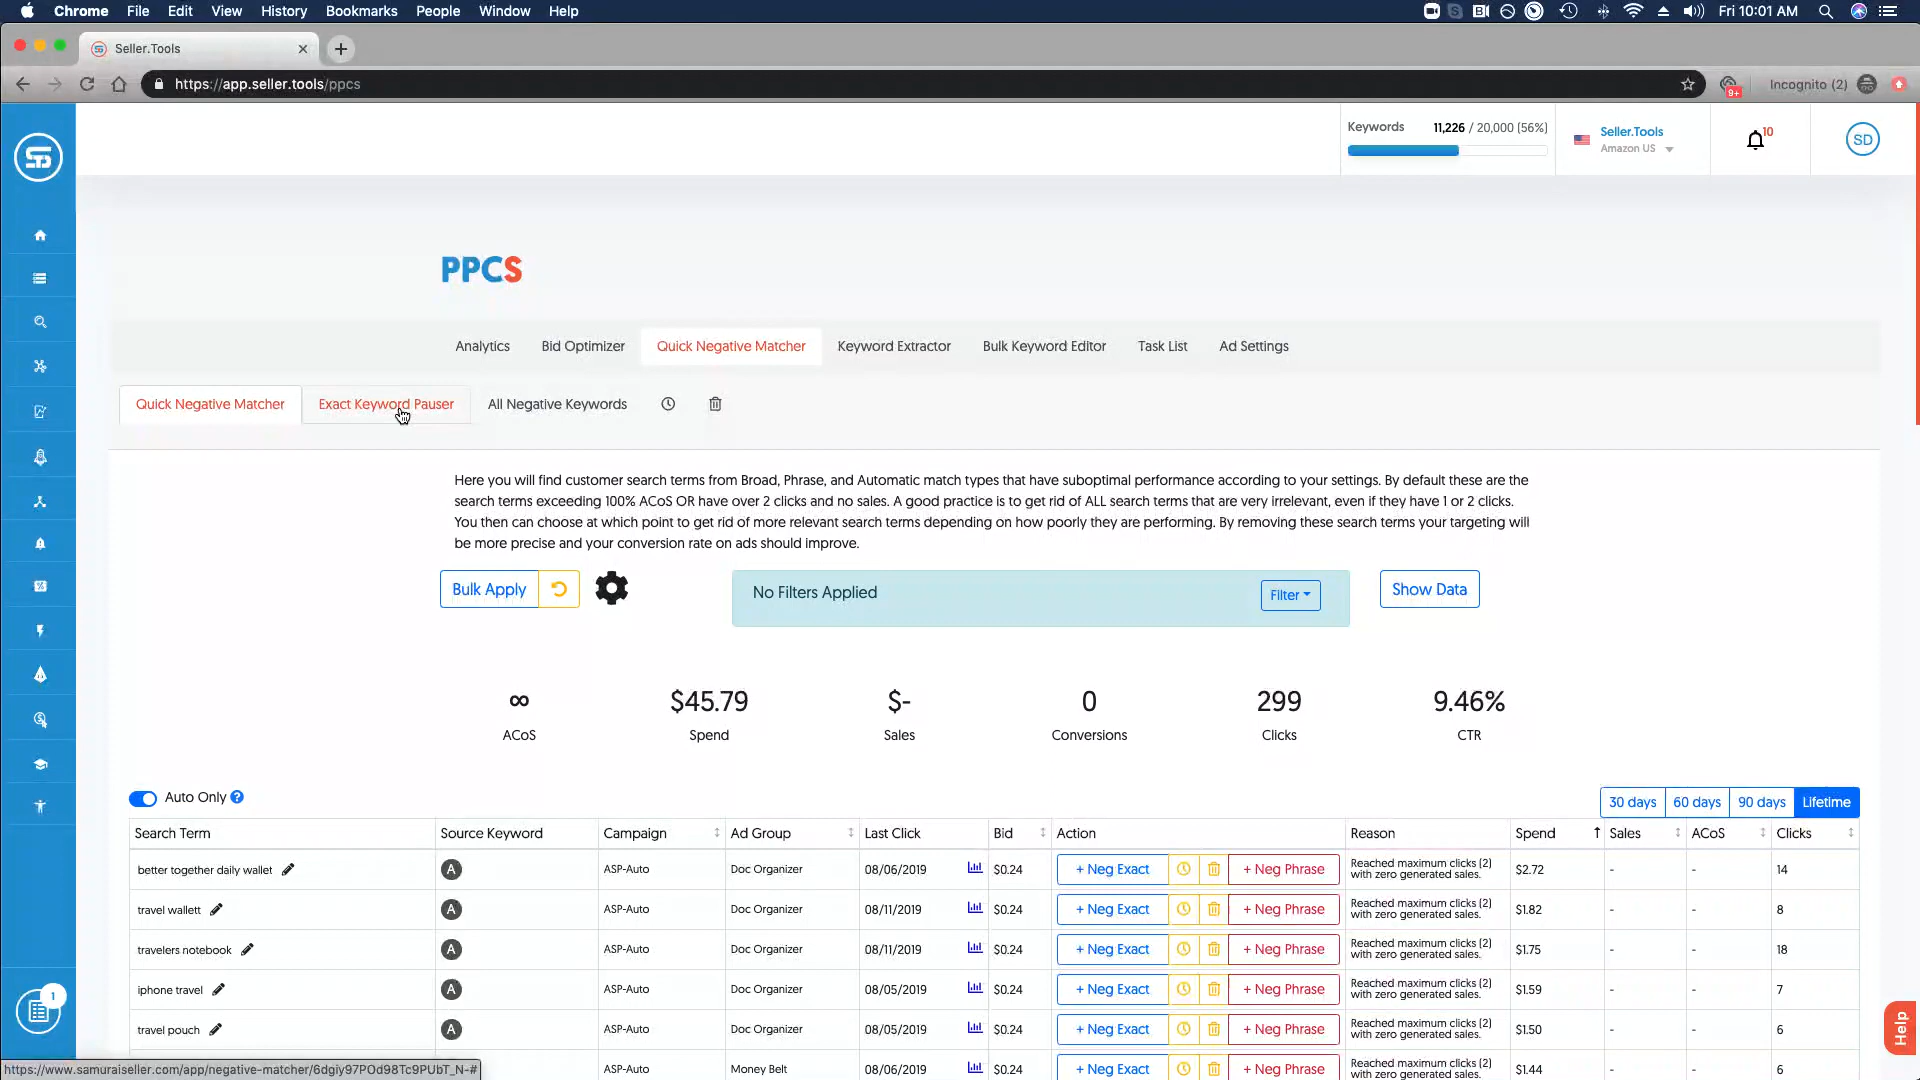 Chrome File Edit View History Bookmarks People Window Help
Fri 10:01 AM
Seller.Tools
https://app.seller.tools/ppcs
9+
Incognito (2)
Keywords 11,226 / 20,000 (56%)
Seller.Tools
Amazon US
10
SD
PPCS
Analytics Bid Optimizer Quick Negative Matcher Keyword Extractor Bulk Keyword Editor Task List Ad Settings
Quick Negative Matcher Exact Keyword Pauser All Negative Keywords
Here you will find customer search terms from Broad, Phrase, and Automatic match types that have suboptimal performance according to your settings. By default these are the
search terms exceeding 100% ACoS OR have over 2 clicks and no sales. A good practice is to get rid of ALL search terms that are very irrelevant, even if they have 1 or 2 clicks.
You then can choose at which point to get rid of more relevant search terms depending on how poorly they are performing. By removing these search terms your targeting will
be more precise and your conversion rate on ads should improve.
Bulk Apply No Filters Applied Filter Show Data
∞ $45.79 $- 0 299 9.46%
ACoS Spend Sales Conversions Clicks CTR
Auto Only ?
30 days 60 days 90 days Lifetime
Search Term Source Keyword Campaign Ad Group Last Click Bid Action Reason Spend Sales ACoS Clicks
better together daily wallet A ASP-Auto Doc Organizer 08/06/2019 $0.24 + Neg Exact + Neg Phrase Reached maximum clicks (2) with zero generated sales. $2.72 - - 14
travel wallett A ASP-Auto Doc Organizer 08/11/2019 $0.24 + Neg Exact + Neg Phrase Reached maximum clicks (2) with zero generated sales. $1.82 - - 8
travelers notebook A ASP-Auto Doc Organizer 08/11/2019 $0.24 + Neg Exact + Neg Phrase Reached maximum clicks (2) with zero generated sales. $1.75 - - 18
iphone travel A ASP-Auto Doc Organizer 08/05/2019 $0.24 + Neg Exact + Neg Phrase Reached maximum clicks (2) with zero generated sales. $1.59 - - 7
travel pouch A ASP-Auto Doc Organizer 08/05/2019 $0.24 + Neg Exact + Neg Phrase Reached maximum clicks (2) with zero generated sales. $1.50 - - 6
ASP-Auto Money Belt 08/06/2019 $0.24 + Neg Exact + Neg Phrase Reached maximum clicks (2) with zero generated sales. $1.44 - - 6
1
Help
https://www.samuraiseller.com/app/negative-matcher/6dgiy97POd98Tc9PUbT_N-#